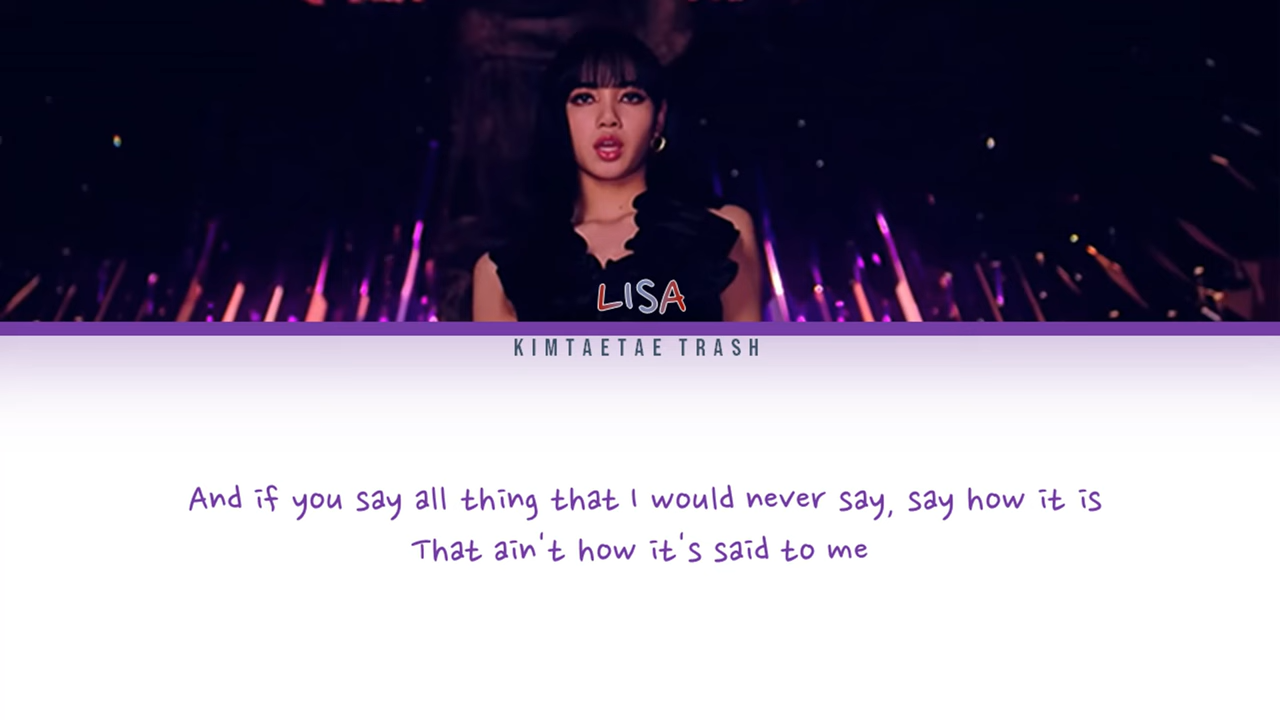 LISA
KIMTAETAE TRASH
And if you say all thing that I would never say, say how it is
That ain't how it's said to me